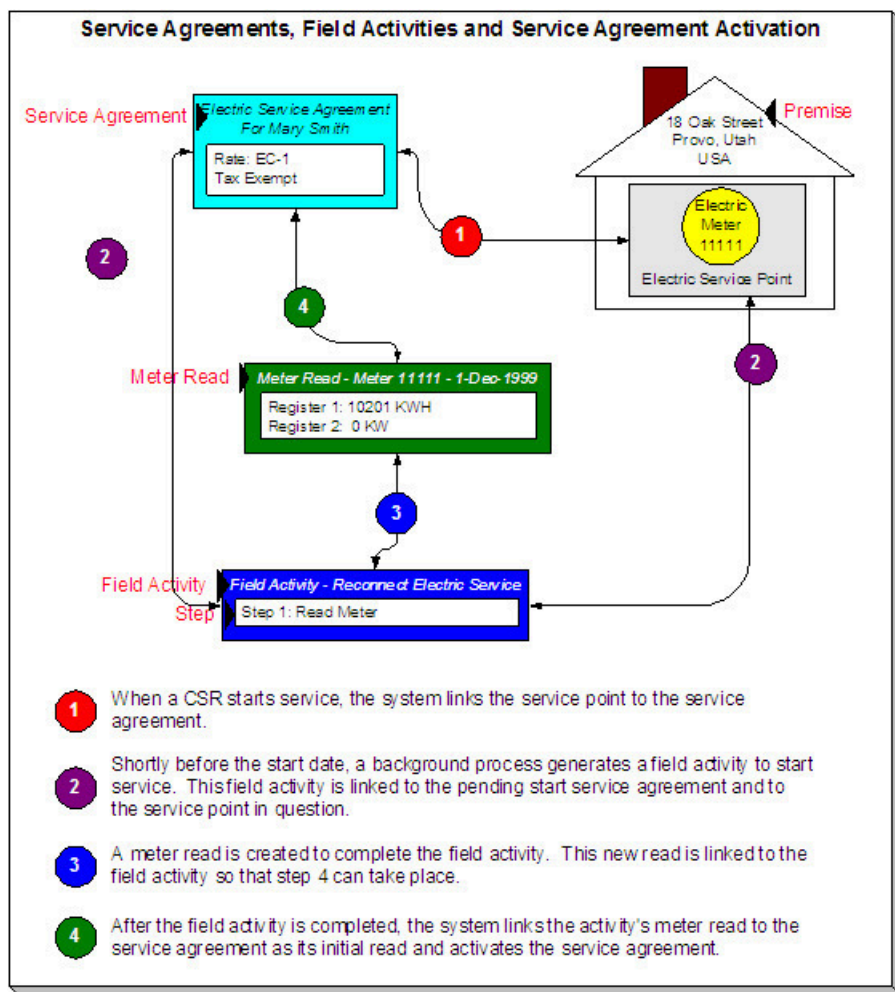 Service Agreements, Field Activities and Service Agreement Activation
Service Agreement
Electric Service Agreement
For Mary Smith
Rate: EC-1
Tax Exempt
Premise
18 Oak Street
Provo, Utah
USA
Electric
Meter
11111
Electric Service Point
1
2
4
2
Meter Read
Meter Read - Meter 11111 - 1-Dec-1999
Register 1: 10201 KWH
Register 2: 0 KW
3
Field Activity
Field Activity - Reconnect Electric Service
Step
Step 1: Read Meter
1
When a CSR starts service, the system links the service point to the service
agreement.
2
Shortly before the start date, a background process generates a field activity to start
service. This field activity is linked to the pending start service agreement and to
the service point in question.
3
A meter read is created to complete the field activity. This new read is linked to the
field activity so that step 4 can take place.
4
After the field activity is completed, the system links the activity's meter read to the
service agreement as its initial read and activates the service agreement.